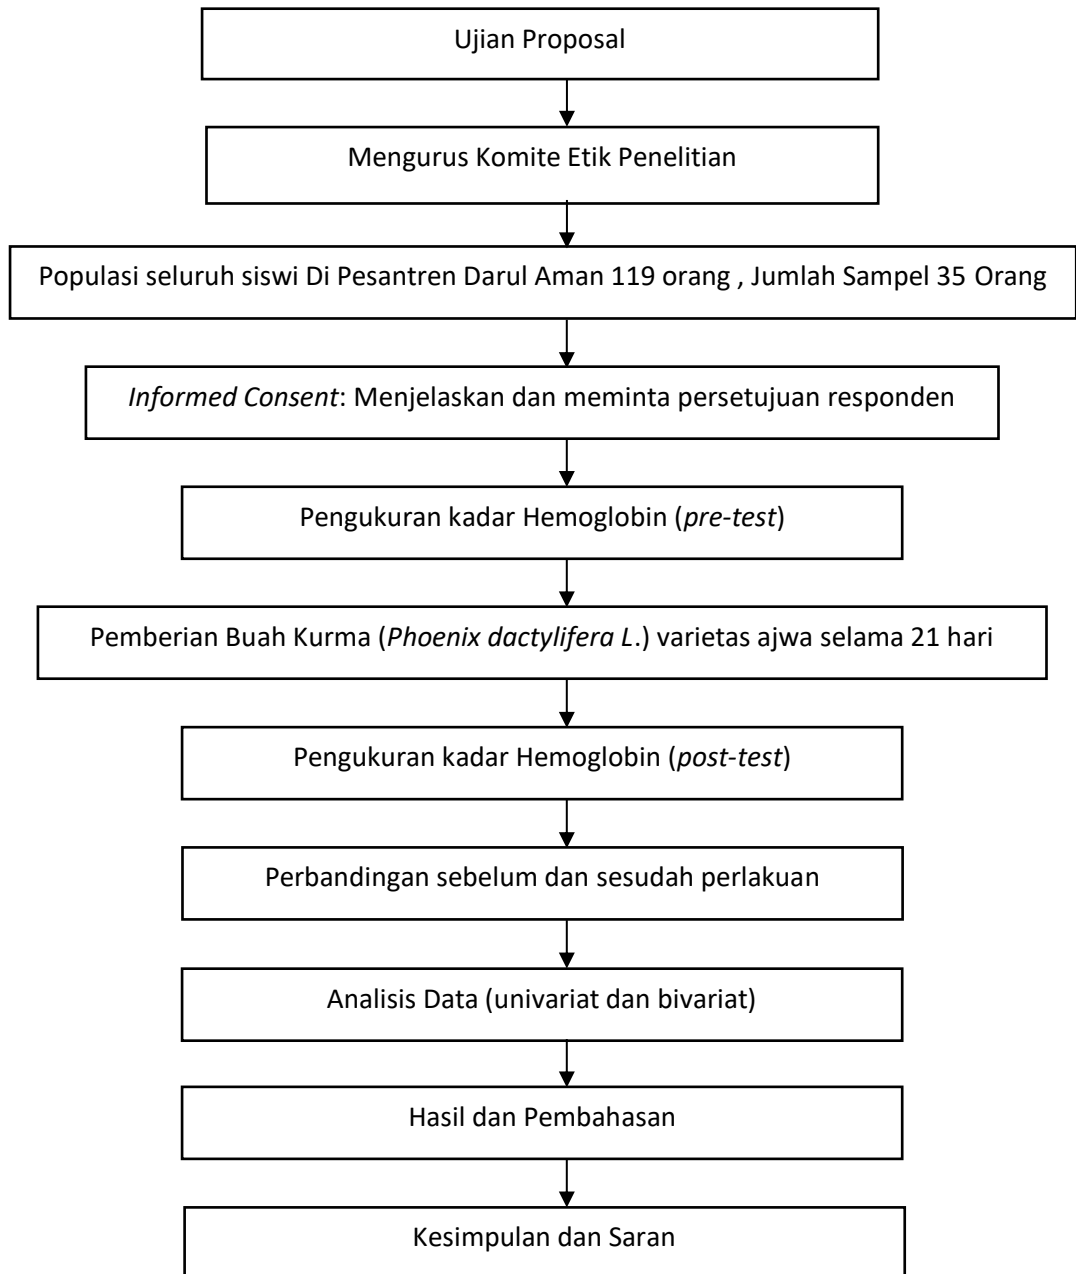 Ujian Proposal
Mengurus Komite Etik Penelitian
Populasi seluruh siswi Di Pesantren Darul Aman 119 orang , Jumlah Sampel 35 Orang
Informed Consent: Menjelaskan dan meminta persetujuan responden
Pengukuran kadar Hemoglobin (pre-test)
Pemberian Buah Kurma (Phoenix dactylifera L.) varietas ajwa selama 21 hari
Pengukuran kadar Hemoglobin (post-test)
Perbandingan sebelum dan sesudah perlakuan
Analisis Data (univariat dan bivariat)
Hasil dan Pembahasan
Kesimpulan dan Saran